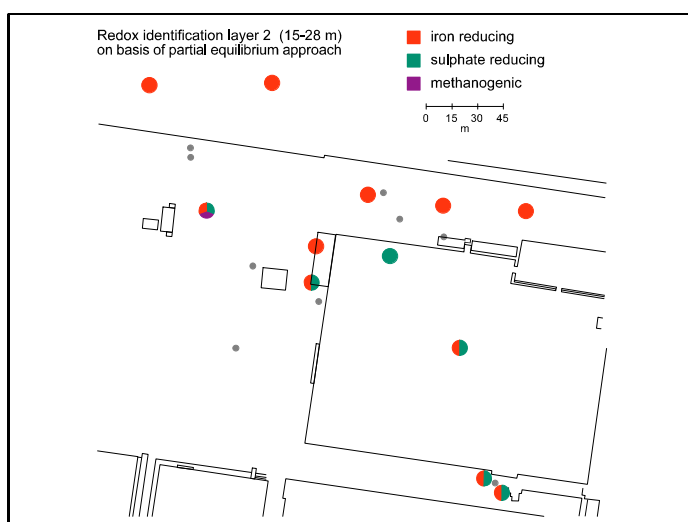 Redox identification layer 2 (15-28 m)
on basis of partial equilibrium approach
iron reducing
sulphate reducing
methanogenic
0 15 30 45
m